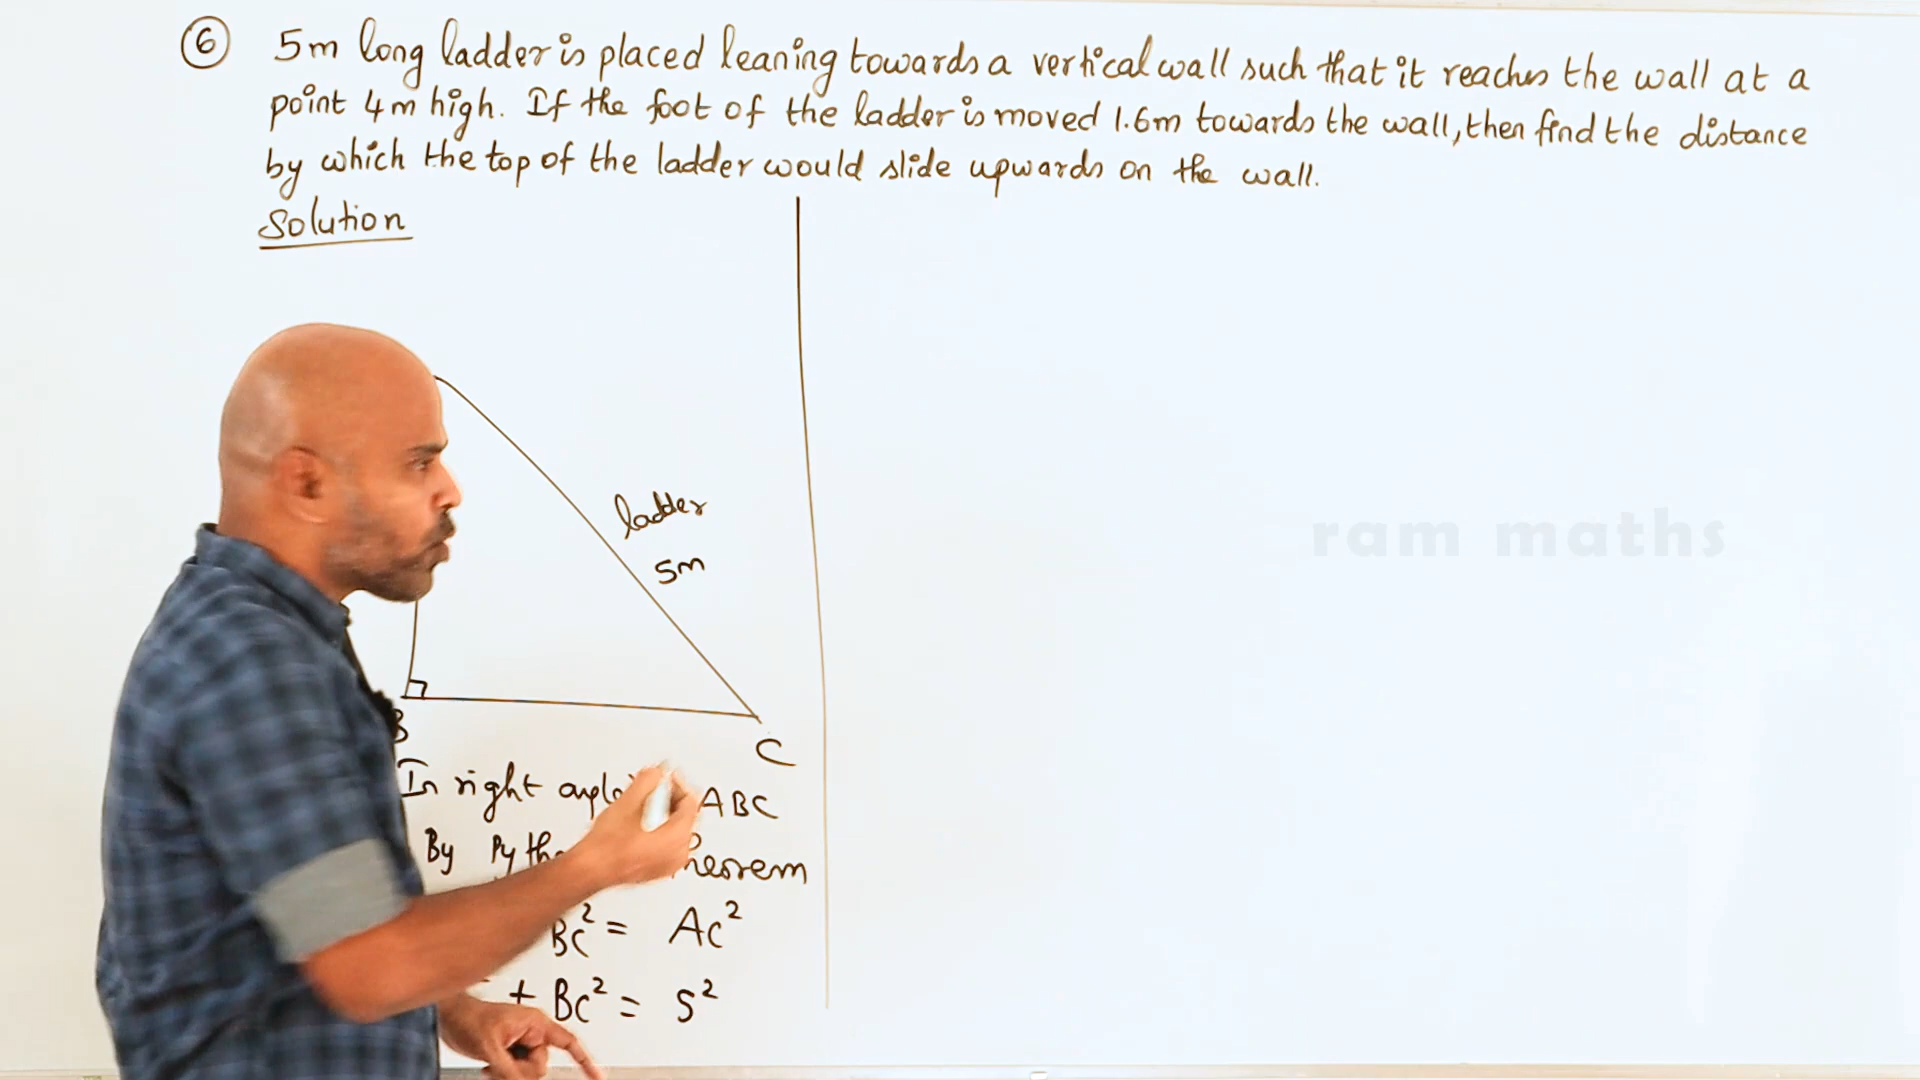 6 5m long ladder is placed leaning towards a vertical wall such that it reaches the wall at a
point 4m high. If the foot of the ladder is moved 1.6m towards the wall, then find the distance
by which the top of the ladder would slide upwards on the wall.
Solution
ladder
5m
ram maths
B
C
In right ABC
By
BC² = AC²
+ BC² = 5²